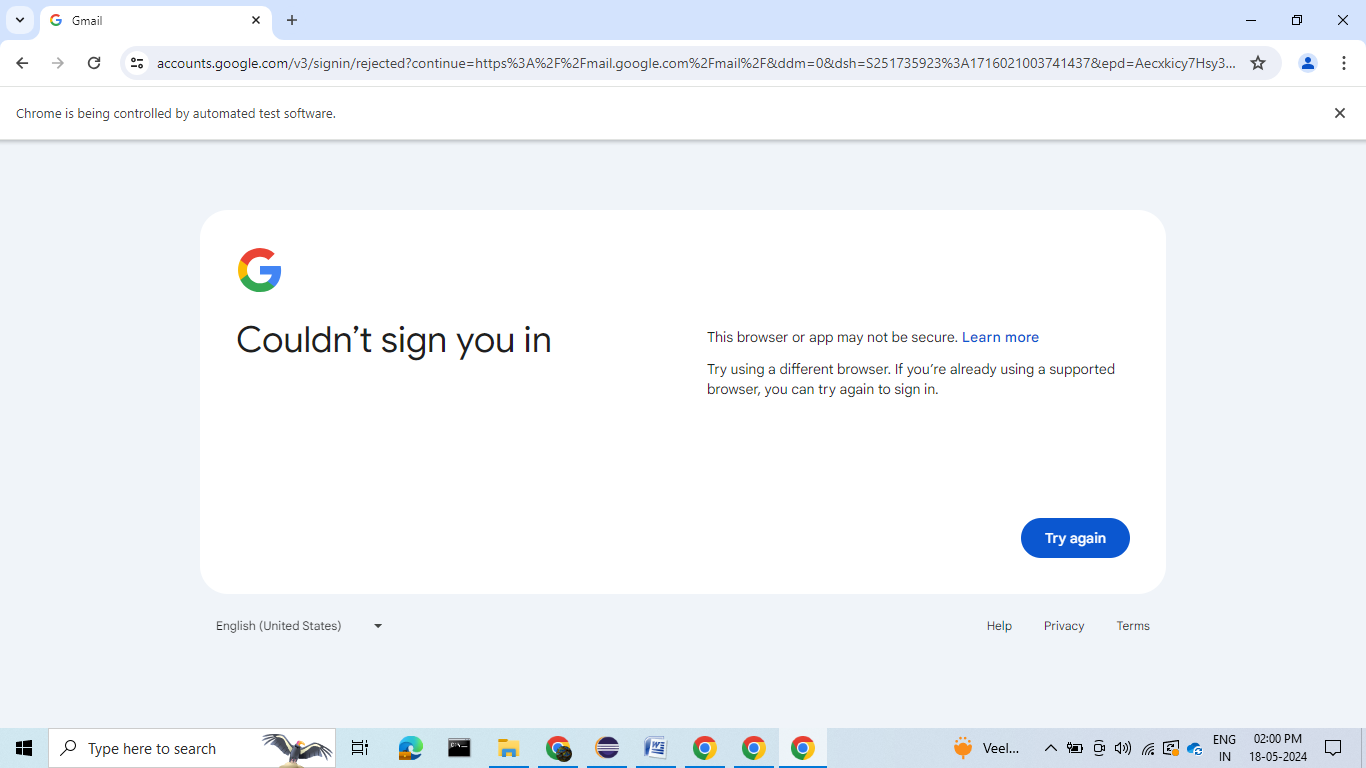 Gmail
accounts.google.com/v3/signin/rejected?continue=https%3A%2F%2Fmail.google.com%2Fmail%2F&ddm=0&dsh=S251735923%3A1716021003741437&epd=Aecxkicy7Hsy3...
Chrome is being controlled by automated test software.
Couldn’t sign you in
This browser or app may not be secure. Learn more
Try using a different browser. If you’re already using a supported
browser, you can try again to sign in.
Try again
English (United States)
Help Privacy Terms
Type here to search
Veel...
ENG
IN
02:00 PM
18-05-2024